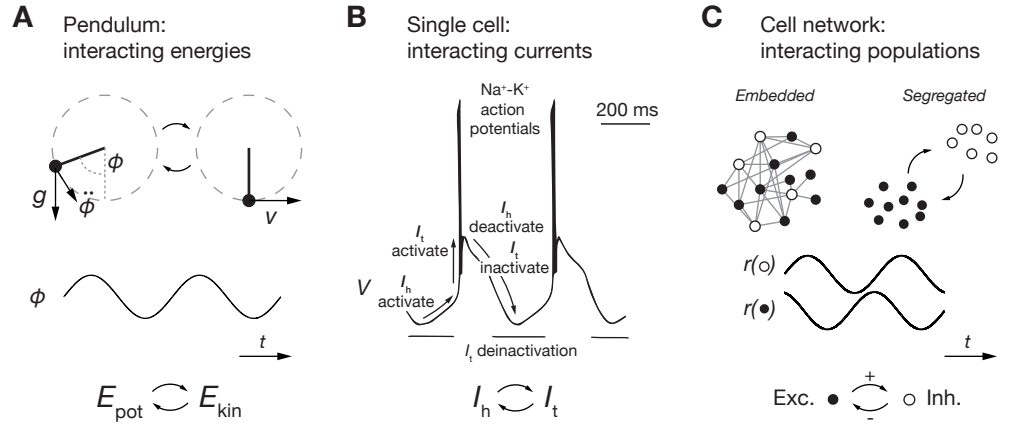 A
Pendulum:
interacting energies
ϕ
g
ϕ̈
v
ϕ
t
E_pot E_kin
B
Single cell:
interacting currents
Na⁺-K⁺
action
potentials
200 ms
I_h
deactivate
I_t
activate
I_t
inactivate
I_h
activate
V
I_t deinactivation
I_h I_t
C
Cell network:
interacting populations
Embedded
Segregated
r(○)
r(●)
t
+
Exc. ● ○ Inh.
-